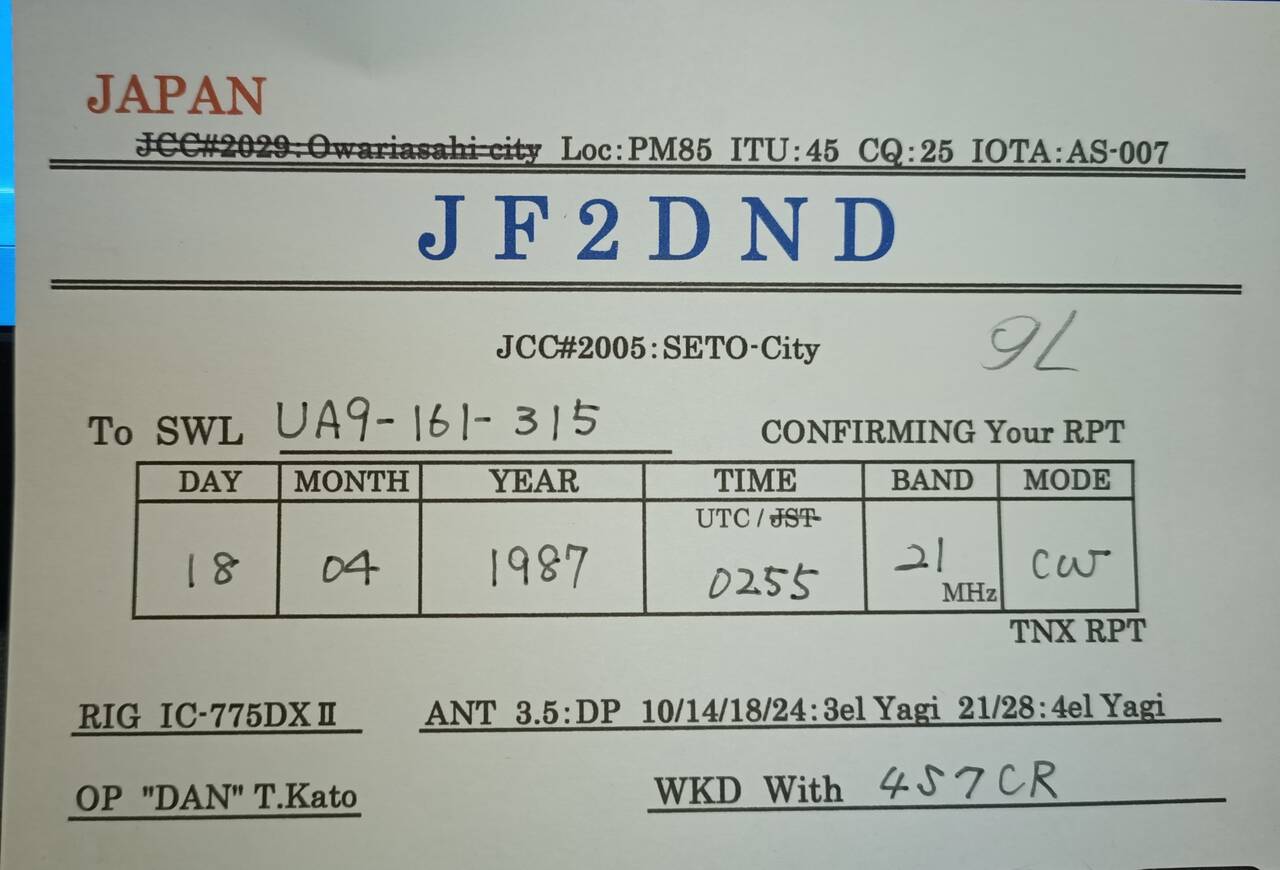 JAPAN
JCC#2029:Owariasahi-city Loc:PM85 ITU:45 CQ:25 IOTA:AS-007
JF2DND
JCC#2005:SETO-City
9L
To SWL UA9-161-315 CONFIRMING Your RPT
DAY MONTH YEAR TIME BAND MODE
UTC / JST
18 04 1987 0255 21 MHz CW
TNX RPT
RIG IC-775DXⅡ ANT 3.5:DP 10/14/18/24:3el Yagi 21/28:4el Yagi
OP "DAN" T.Kato WKD With 4S7CR